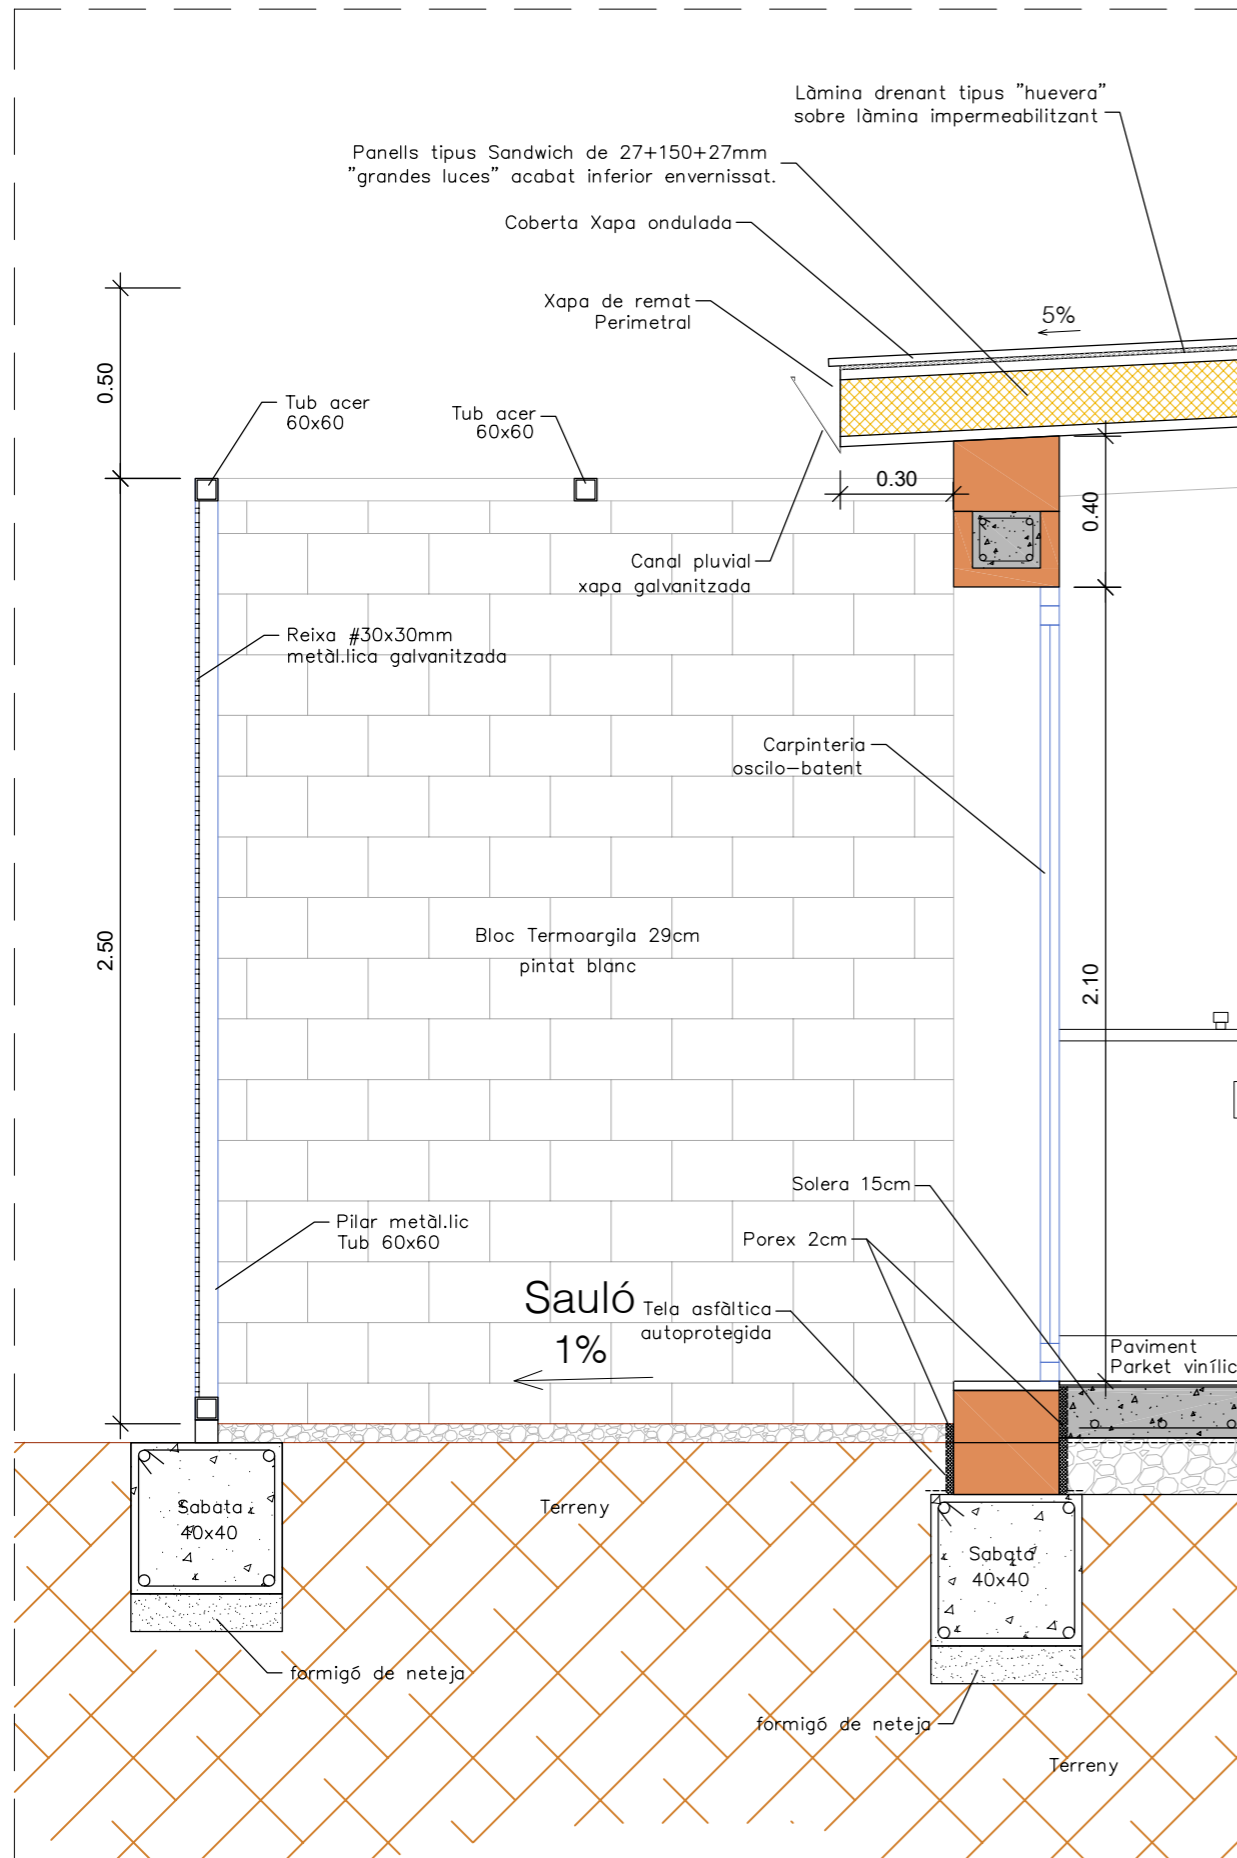 Làmina drenant tipus "huevera"
sobre làmina impermeabilitzant
Panells tipus Sandwich de 27+150+27mm
"grandes luces" acabat inferior envernissat.
Coberta Xapa ondulada
Xapa de remat
Perimetral
5%
0.50
Tub acer
60x60
Tub acer
60x60
0.30
0.40
Canal pluvial
xapa galvanitzada
Reixa #30x30mm
metàl.lica galvanitzada
Carpinteria
oscilo-batent
2.50
Bloc Termoargila 29cm
pintat blanc
2.10
Solera 15cm
Pilar metàl.lic
Tub 60x60
Porex 2cm
Sauló
1%
Tela asfàltica
autoprotegida
Paviment
Parket vinílic
Sabata
40x40
Terreny
Sabata
40x40
formigó de neteja
formigó de neteja
Terreny